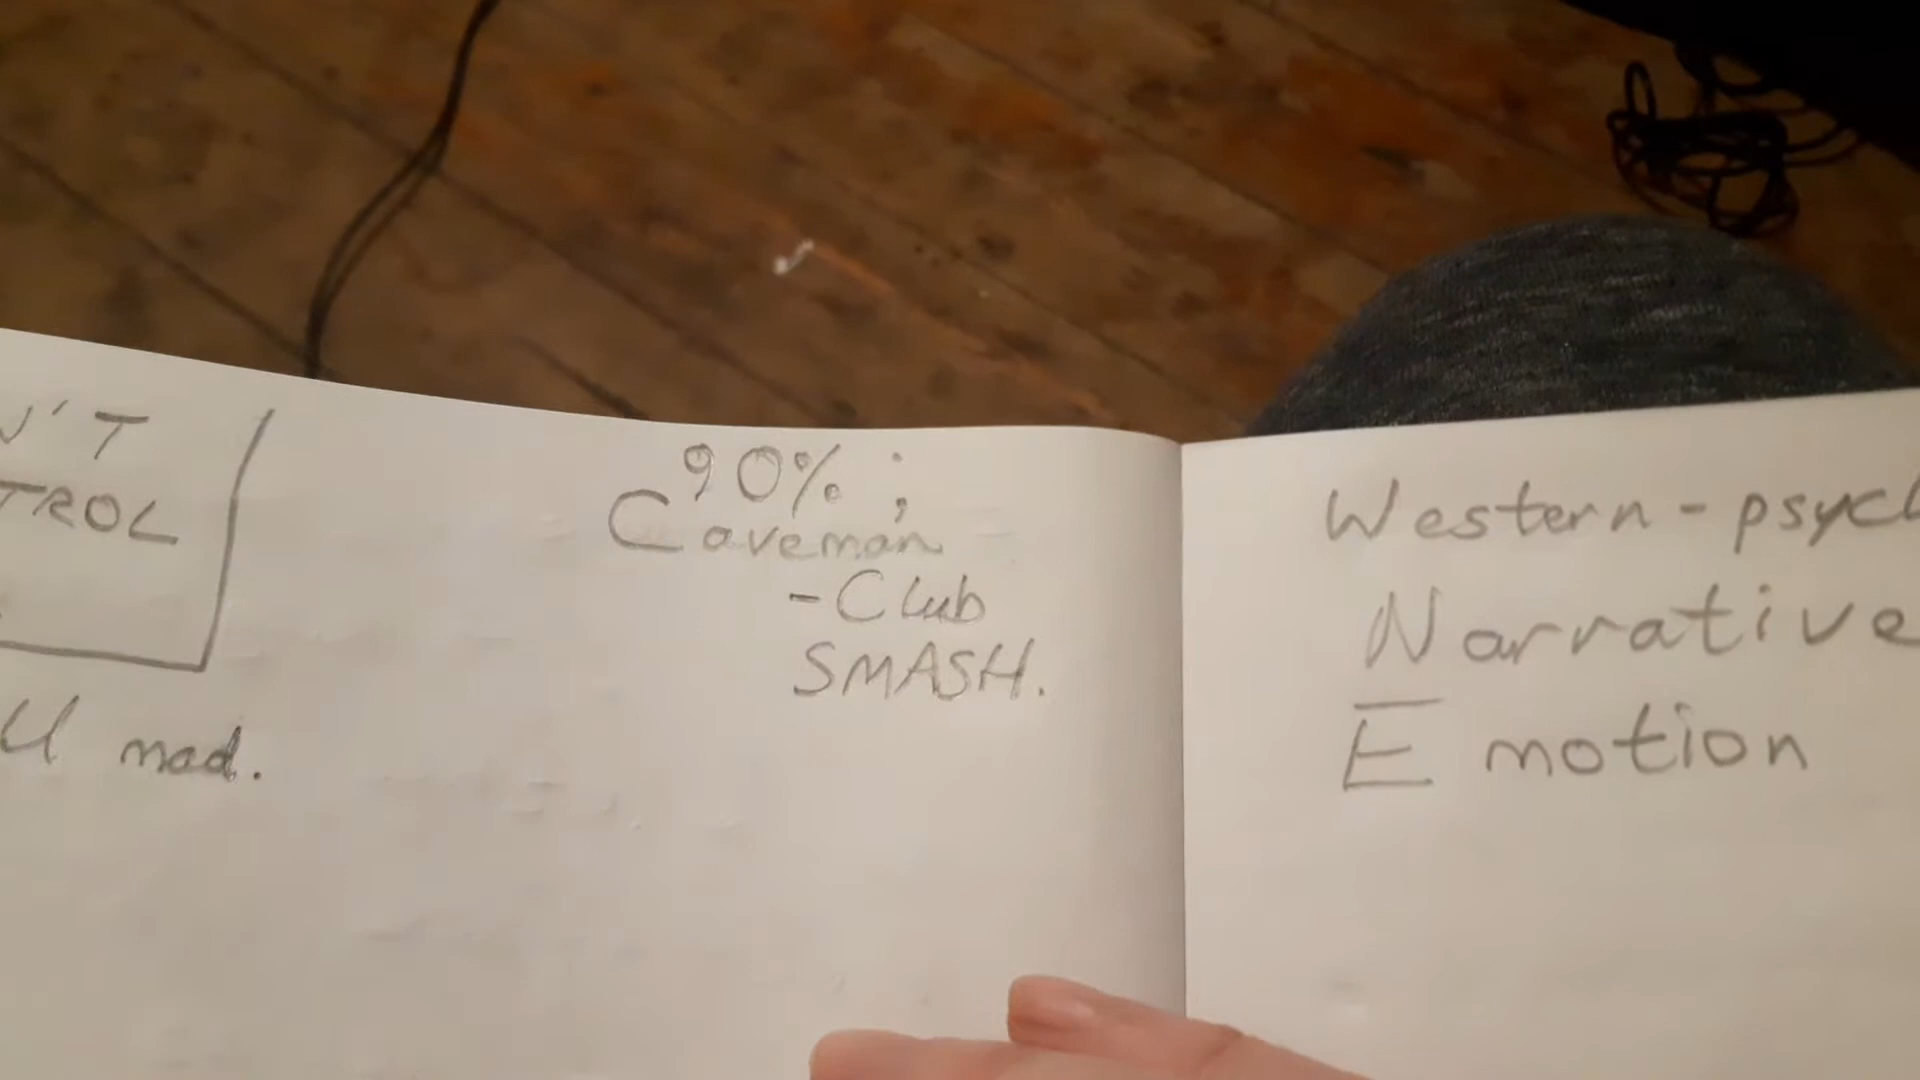 N'T
TROL
U mad.
90% ;
Caveman
-Club
SMASH.
Western-psych
Narrative
Emotion